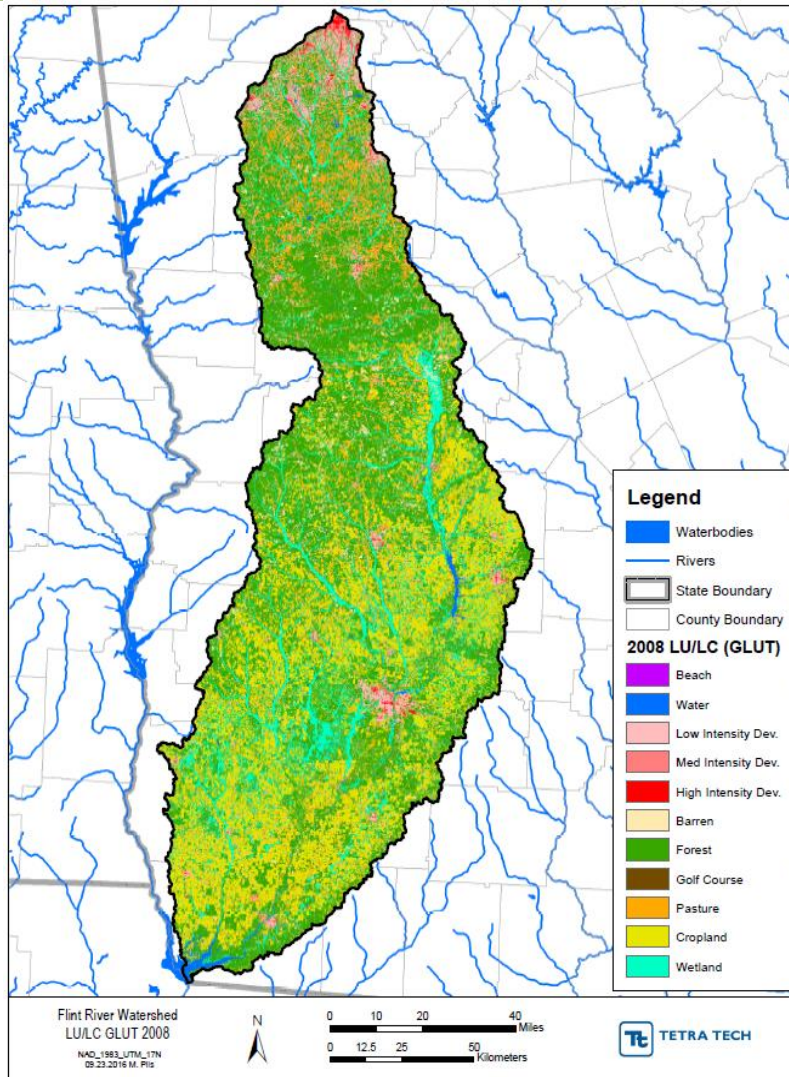 Legend
Waterbodies
Rivers
State Boundary
County Boundary
2008 LU/LC (GLUT)
Beach
Water
Low Intensity Dev.
Med Intensity Dev.
High Intensity Dev.
Barren
Forest
Golf Course
Pasture
Cropland
Wetland
Flint River Watershed
LU/LC GLUT 2008
NAD_1983_UTM_17N
09.23.2016 M. Plis
N
0 10 20 40
Miles
0 12.5 25 50
Kilometers
Tt TETRA TECH